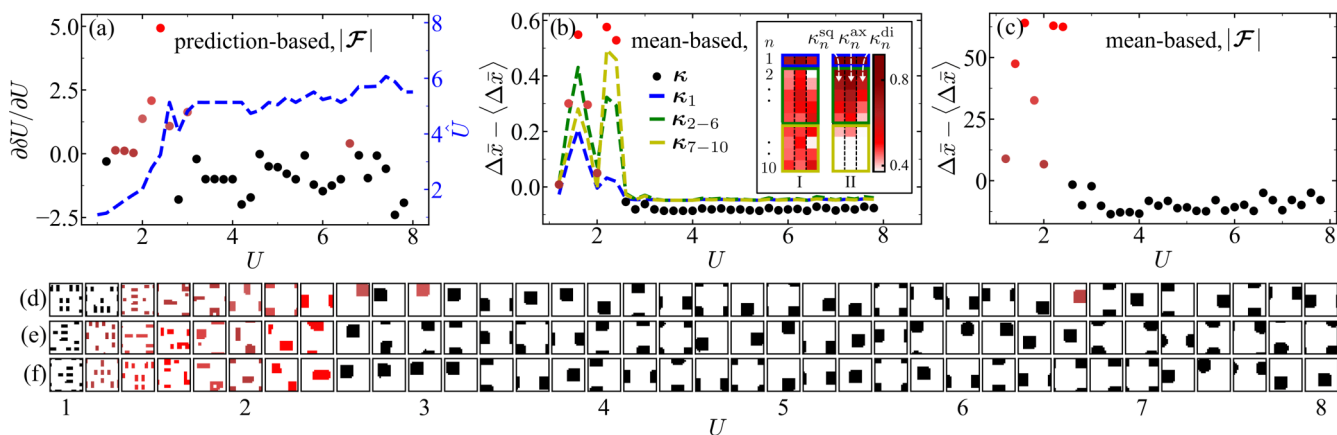 (a) prediction-based, |𝓕|
5.0
2.5
0.0
−2.5
∂δU/∂U
8
6
4
2
Û
2 4 6 8
U
(b) mean-based,
0.6
0.4
0.2
0.0
Δx̄ − ⟨Δx̄⟩
κ
κ₁
κ₂₋₆
κ₇₋₁₀
n κₙˢq κₙᵃˣ κₙᵈⁱ
1
2
10
I II
0.8
0.4
2 4 6 8
U
(c) mean-based, |𝓕|
50
0
Δx̄ − ⟨Δx̄⟩
2 4 6 8
U
(d)
(e)
(f)
1 2 3 4 5 6 7 8
U